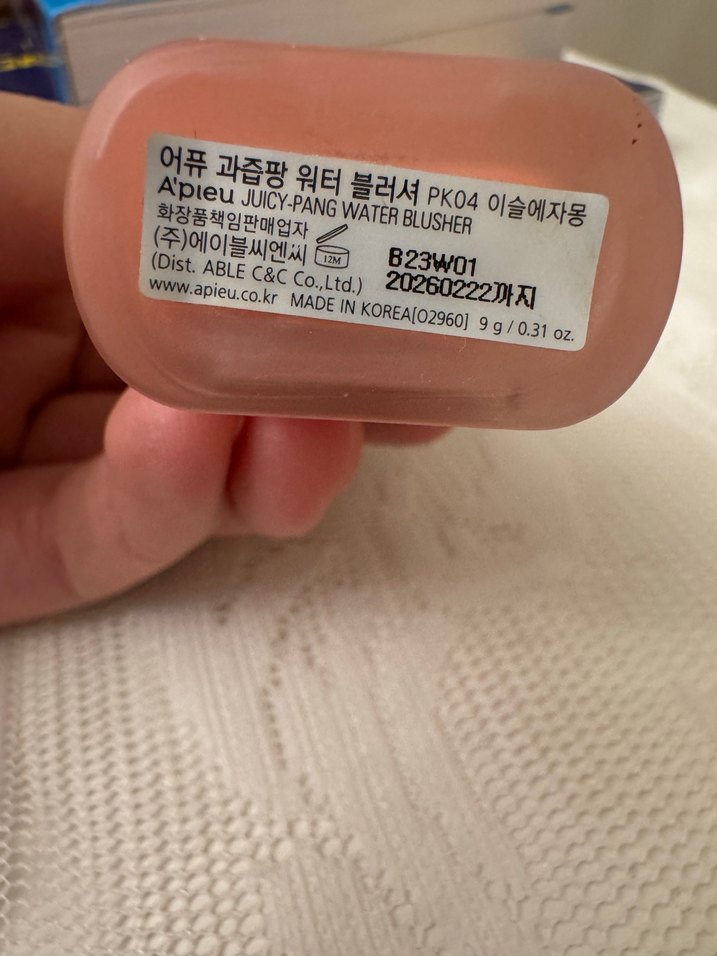 어퓨 과즙팡 워터 블러셔 PK04 이슬에자몽
A'pieu JUICY-PANG WATER BLUSHER
화장품책임판매업자
(주)에이블씨엔씨 12M B23W01
(Dist. ABLE C&C Co.,Ltd.) 20260222까지
www.apieu.co.kr MADE IN KOREA[O2960] 9 g / 0.31 oz.